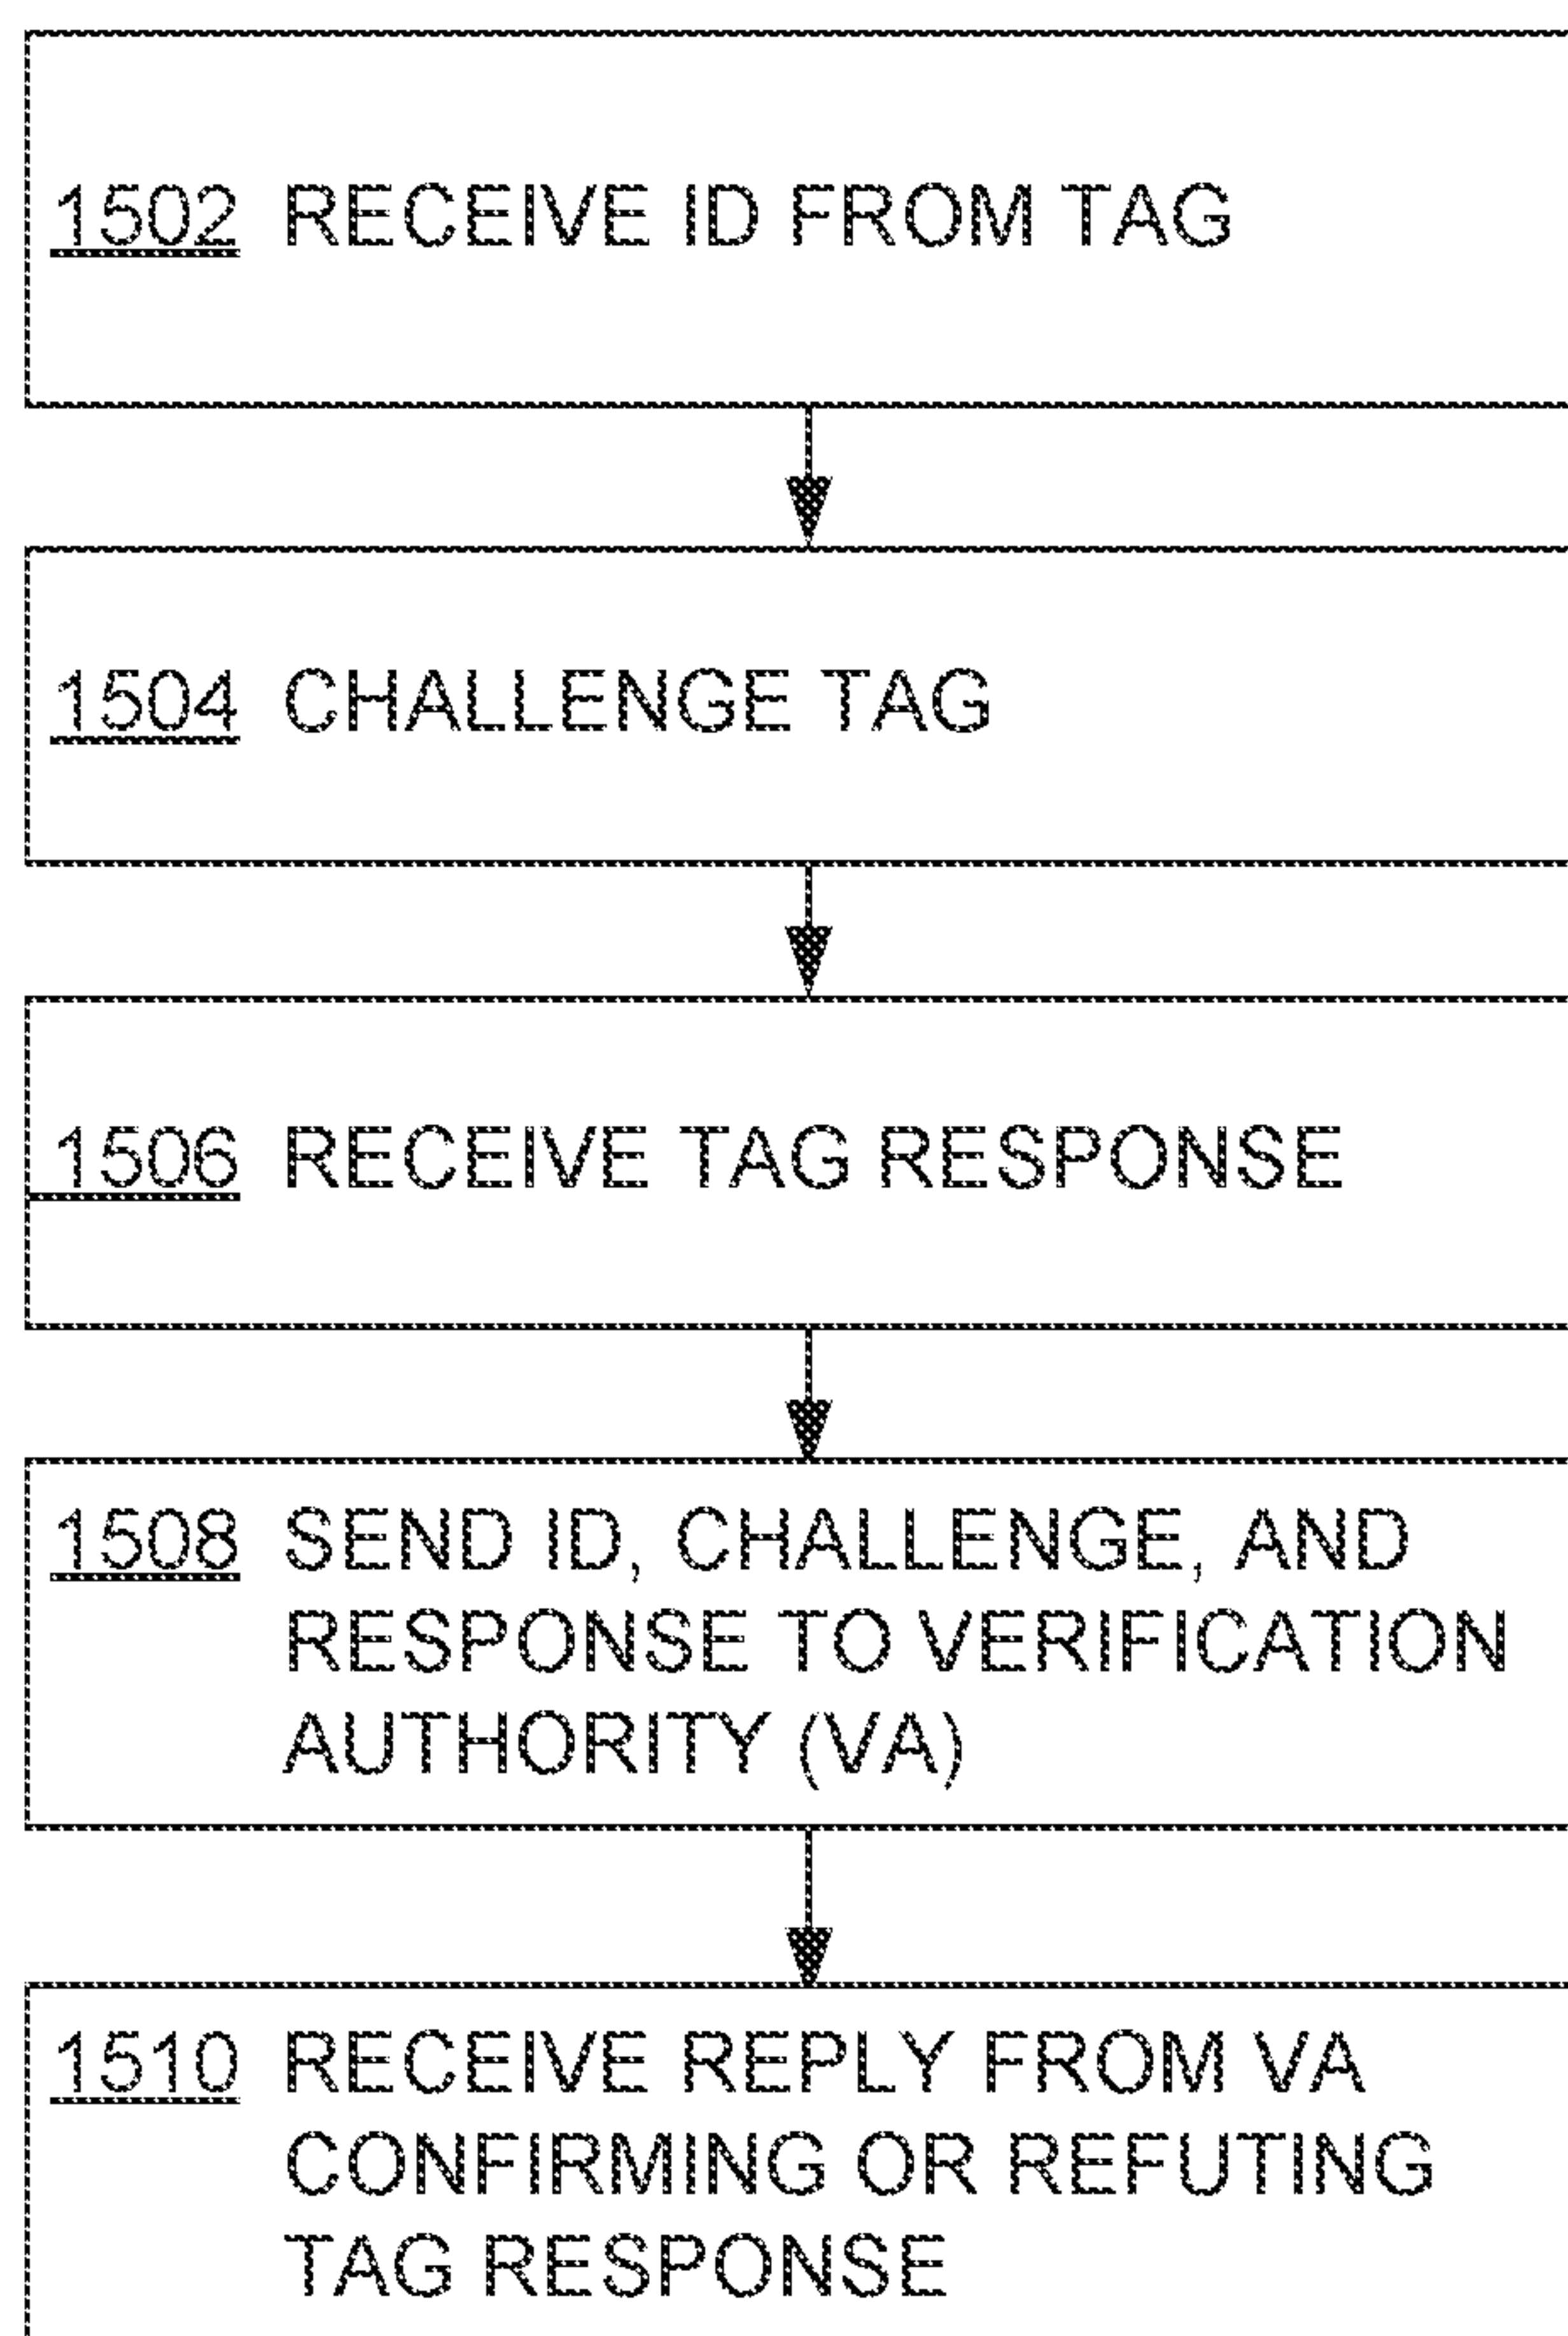 1502 RECEIVE ID FROM TAG
1504 CHALLENGE TAG
1506 RECEIVE TAG RESPONSE
1508 SEND ID, CHALLENGE, AND
RESPONSE TO VERIFICATION
AUTHORITY (VA)
1510 RECEIVE REPLY FROM VA
CONFIRMING OR REFUTING
TAG RESPONSE